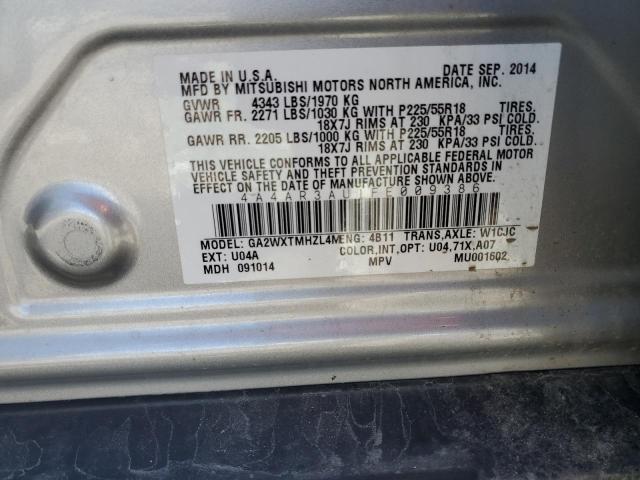 MADE IN U.S.A. DATE SEP. 2014
MFD BY MITSUBISHI MOTORS NORTH AMERICA, INC.
GVWR 4343 LBS/1970 KG
GAWR FR. 2271 LBS/1030 KG WITH P225/55R18 TIRES,
18X7J RIMS AT 230 KPA/33 PSI COLD.
GAWR RR. 2205 LBS/1000 KG WITH P225/55R18 TIRES,
18X7J RIMS AT 230 KPA/33 PSI COLD.
THIS VEHICLE CONFORMS TO ALL APPLICABLE FEDERAL MOTOR
VEHICLE SAFETY AND THEFT PREVENTION STANDARDS IN
EFFECT ON THE DATE OF MANUFACTURE SHOWN ABOVE.
MODEL: GA2WXTMHZL4M ENG: 4B11 TRANS,AXLE: W1CJC
EXT: U04A COLOR,INT,OPT: U04,71X,A07
MDH 091014 MPV MU001602